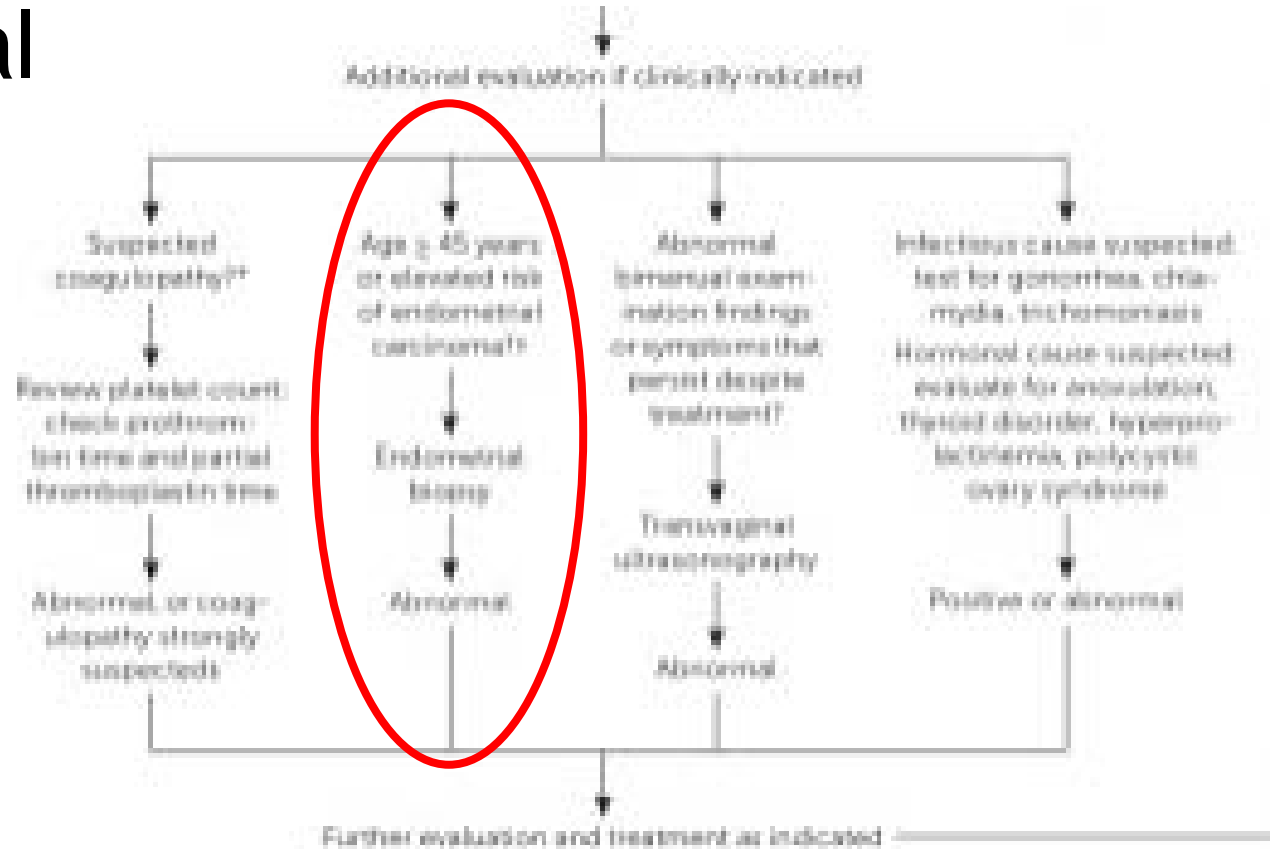 al
Additional evaluation if clinically indicated
Suspected
coagulopathy?*
Review platelet count;
check prothrom-
bin time and partial
thromboplastin time
Abnormal, or coag-
ulopathy strongly
suspected
Age ≥ 45 years
or elevated risk
of endometrial
carcinoma?†
Endometrial
biopsy
Abnormal
Abnormal
bimanual exam-
ination findings
or symptoms that
persist despite
treatment?
Transvaginal
ultrasonography
Abnormal
Infectious cause suspected:
test for gonorrhea, chla-
mydia, trichomoniasis
Hormonal cause suspected:
evaluate for anovulation,
thyroid disorder, hyperpro-
lactinemia, polycystic
ovary syndrome
Positive or abnormal
Further evaluation and treatment as indicated